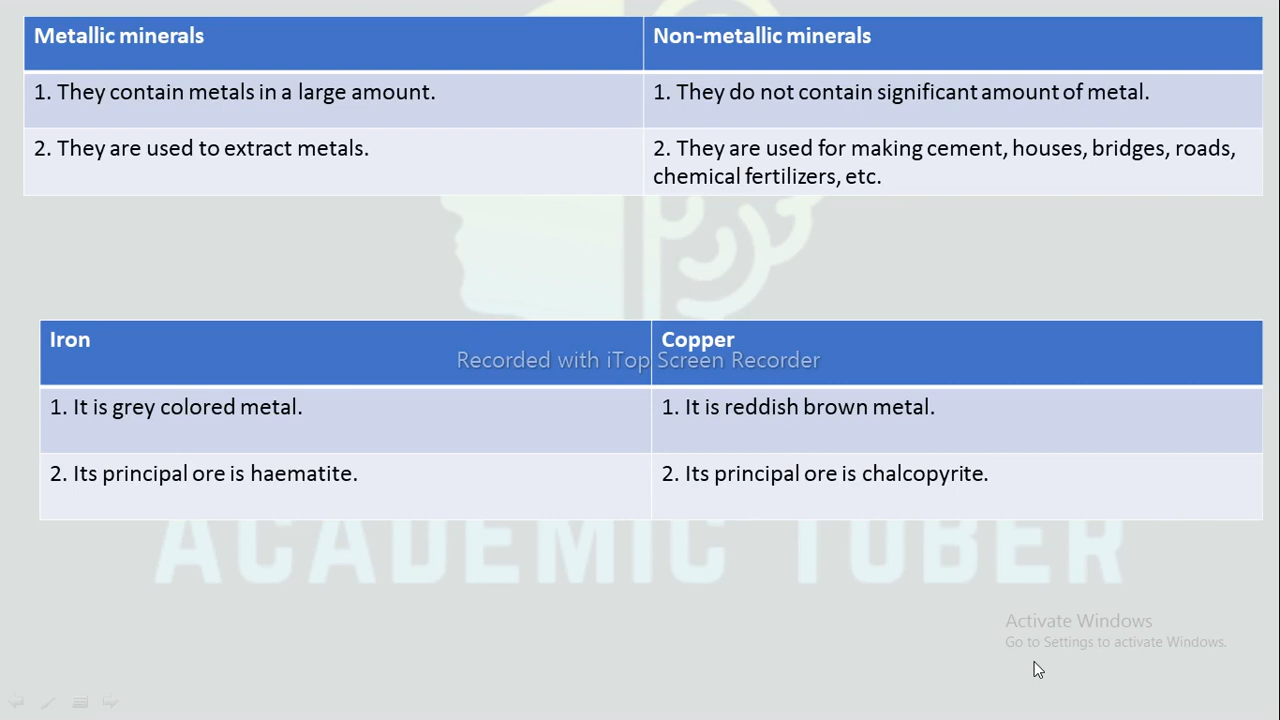 Metallic minerals
Non-metallic minerals
1. They contain metals in a large amount.
1. They do not contain significant amount of metal.
2. They are used to extract metals.
2. They are used for making cement, houses, bridges, roads,
chemical fertilizers, etc.
Iron
Copper
Recorded with iTop Screen Recorder
1. It is grey colored metal.
1. It is reddish brown metal.
2. Its principal ore is haematite.
2. Its principal ore is chalcopyrite.
ACADEMIC TUBER
Activate Windows
Go to Settings to activate Windows.